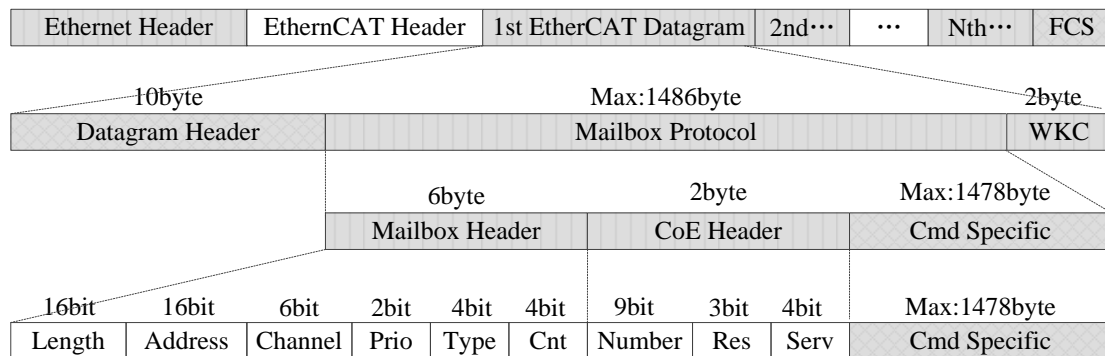 Ethernet Header EthernCAT Header 1st EtherCAT Datagram 2nd··· ··· Nth··· FCS
10byte Max:1486byte 2byte
Datagram Header Mailbox Protocol WKC
6byte 2byte Max:1478byte
Mailbox Header CoE Header Cmd Specific
16bit 16bit 6bit 2bit 4bit 4bit 9bit 3bit 4bit Max:1478byte
Length Address Channel Prio Type Cnt Number Res Serv Cmd Specific